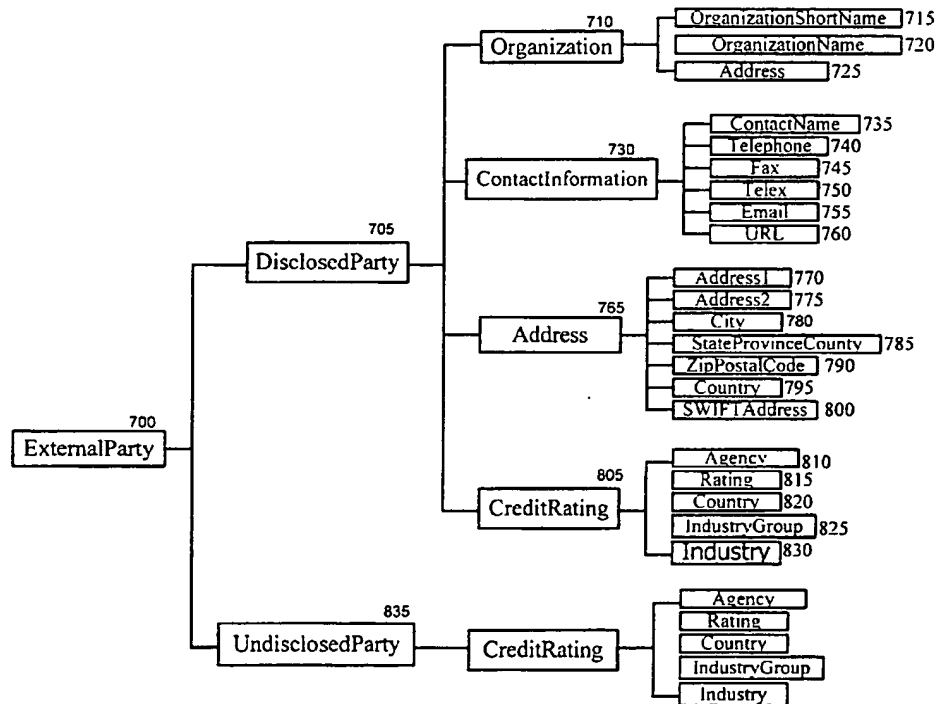 710
Organization
OrganizationShortName 715
OrganizationName 720
Address 725
730
ContactInformation
ContactName 735
Telephone 740
Fax 745
Telex 750
Email 755
URL 760
705
DisclosedParty
765
Address
Address1 770
Address2 775
City 780
StateProvinceCounty 785
ZipPostalCode 790
Country 795
SWIFTAddress 800
700
ExternalParty
805
CreditRating
Agency 810
Rating 815
Country 820
IndustryGroup 825
Industry 830
835
UndisclosedParty
CreditRating
Agency
Rating
Country
IndustryGroup
Industry